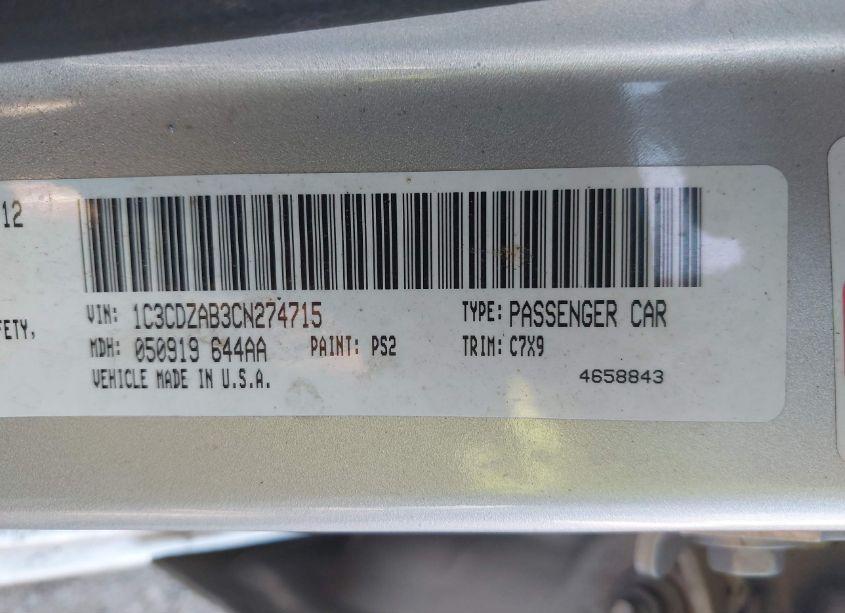 12
FETY,
VIN: 1C3CDZAB3CN274715 TYPE: PASSENGER CAR
MDH: 050919 644AA PAINT: PS2 TRIM: C7X9
VEHICLE MADE IN U.S.A. 4658843